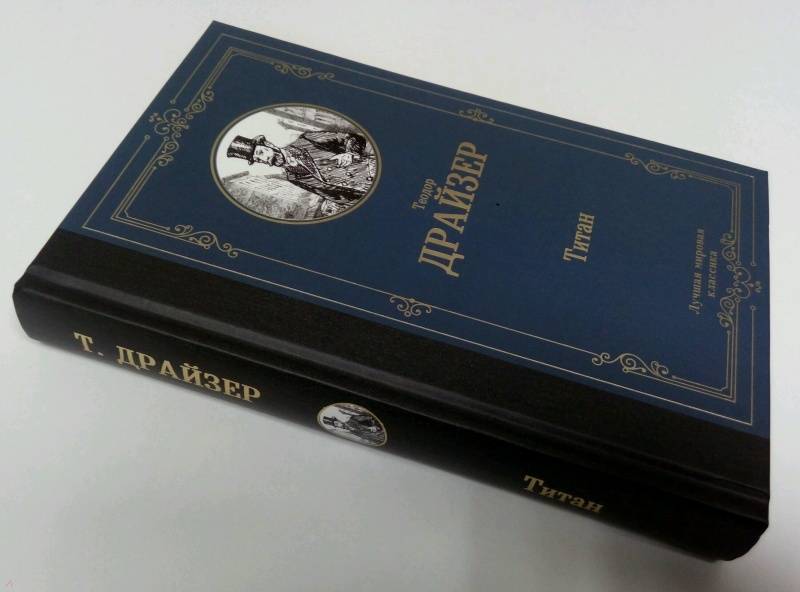 Теодор
ДРАЙЗЕР
Титан
Лучшая мировая
классика
Т. ДРАЙЗЕР
Титан